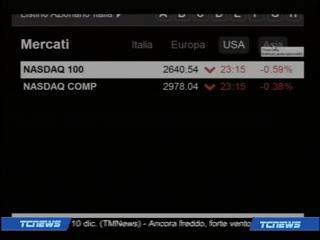 Listino Azionario Italia A B C D E F G H
Mercati Italia Europa USA Asia
NASDAQ 100 2640.54 23:15 -0.59%
NASDAQ COMP 2978.04 23:15 -0.38%
TCNEWS 10 dic. (TMNews) - Ancora freddo, forte vento TCNEWS